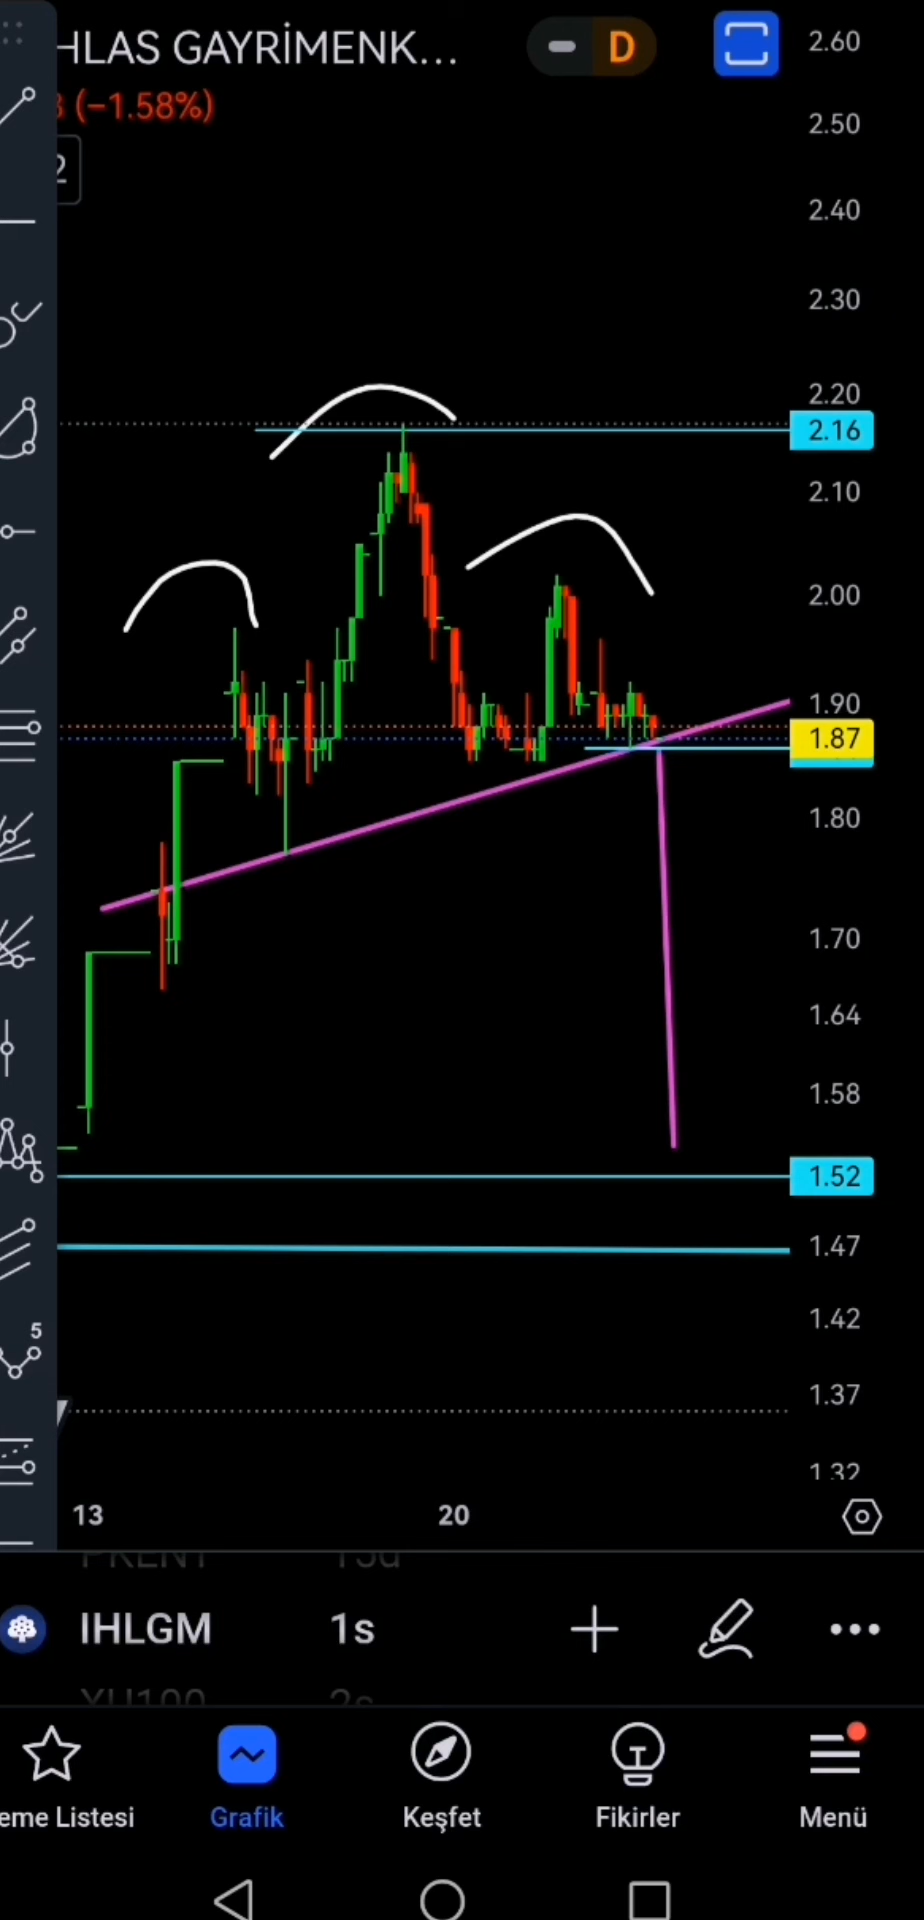 HLAS GAYRİMENK...
D
(−1.58%)
2
2.60
2.50
2.40
2.30
2.20
2.16
2.10
2.00
1.90
1.87
1.80
1.70
1.64
1.58
1.52
1.47
1.42
1.37
1.32
5
13
20
IHLGM
1s
eme Listesi
Grafik
Keşfet
Fikirler
Menü